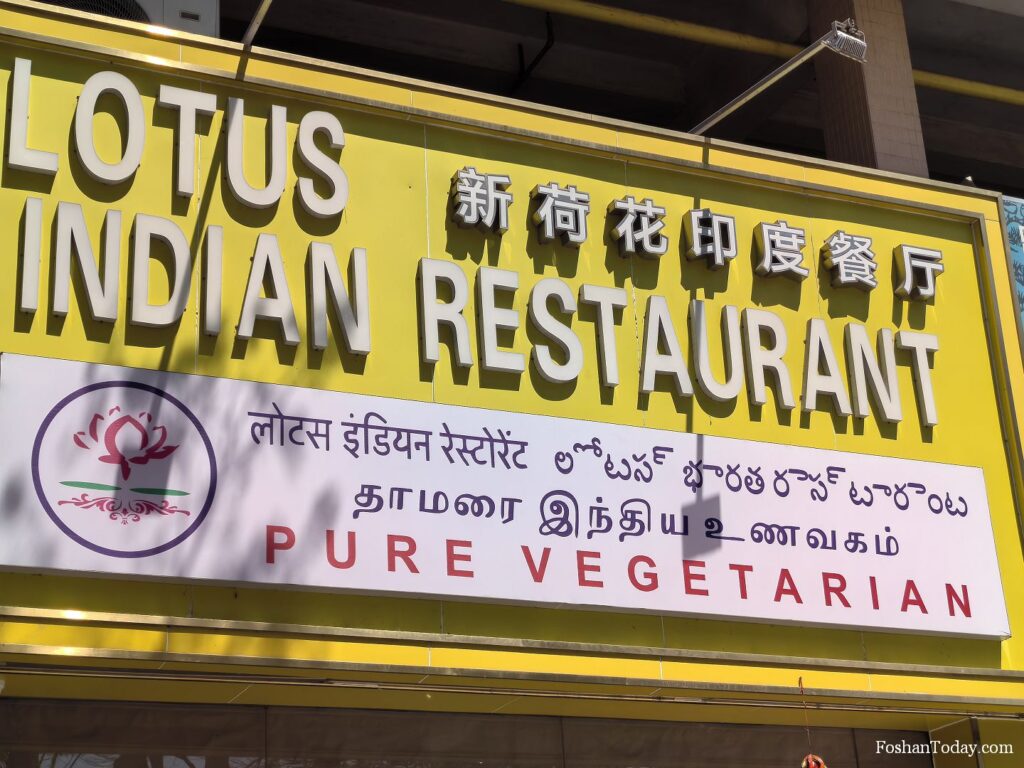 LOTUS
新荷花印度餐厅
INDIAN RESTAURANT
लोटस इंडियन रेस्टोरेंट
தாமரை இந்திய உணவகம்
PURE VEGETARIAN
FoshanToday.com